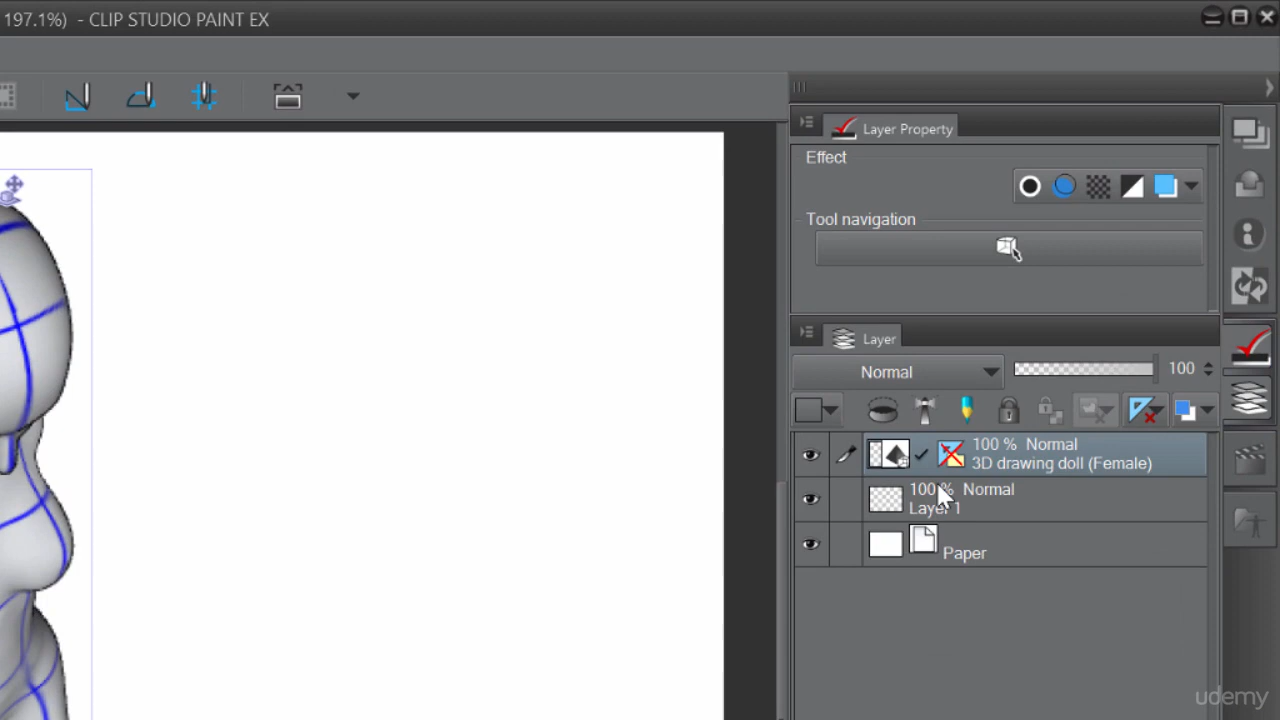 197.1%) - CLIP STUDIO PAINT EX
Layer Property
Effect
Tool navigation
Layer
Normal
100
100 % Normal
3D drawing doll (Female)
100 % Normal
Layer 1
Paper
udemy